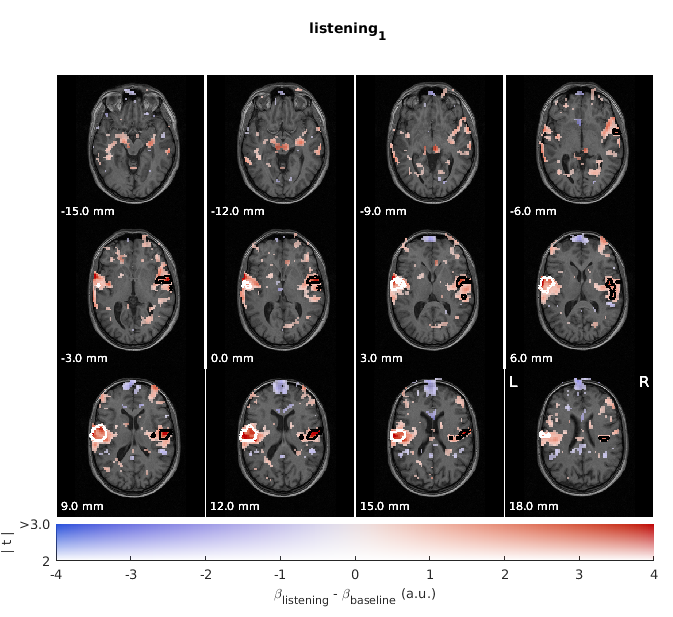 listening1
-15.0 mm
-12.0 mm
-9.0 mm
-6.0 mm
-3.0 mm
0.0 mm
3.0 mm
6.0 mm
L R
9.0 mm
12.0 mm
15.0 mm
18.0 mm
>3.0
| t |
2
-4 -3 -2 -1 0 1 2 3 4
βlistening - βbaseline (a.u.)